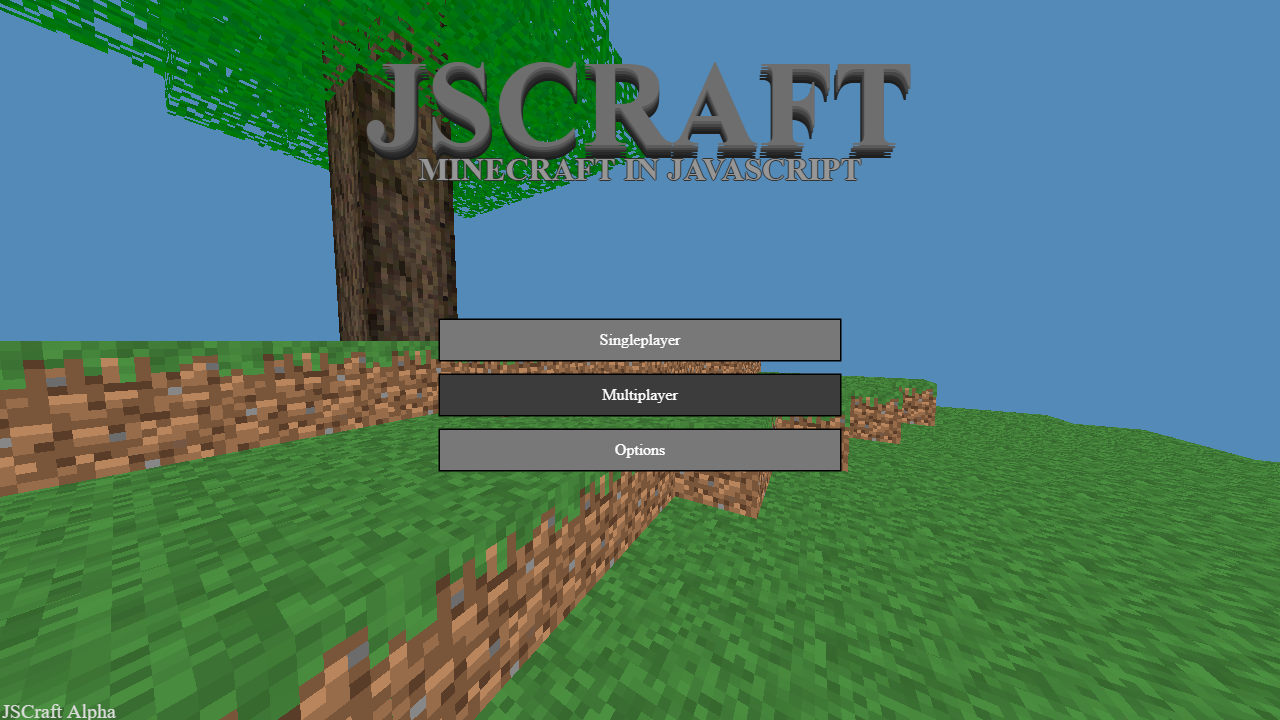 JSCRAFT
MINECRAFT IN JAVASCRIPT
Singleplayer
Multiplayer
Options
JSCraft Alpha